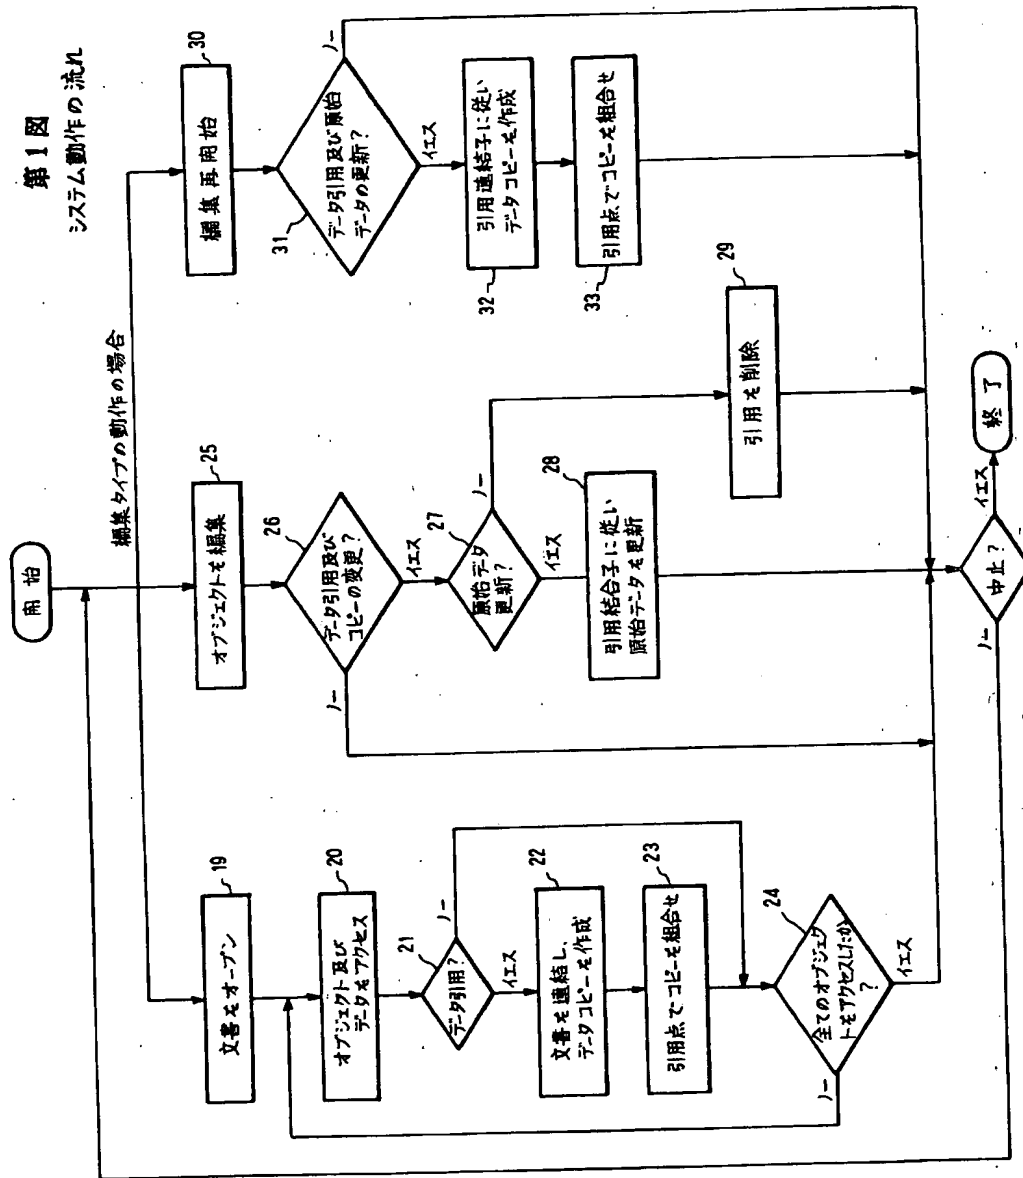 第1図
システム動作の流れ
開始
編集タイプの動作の場合
19
文書をオープン
20
オブジェクト及び
データをアクセス
21
データ引用?
ノー
イエス
22
文書を連結し、
データコピーを作成
23
引用点でコピーを組合せ
24
全てのオブジェク
トをアクセスしたか
?
ノー
イエス
25
オブジェクトを編集
26
データ引用及び
コピーの変更?
ノー
イエス
27
原始データ
更新?
ノー
イエス
28
引用結合子に従い
原始データを更新
29
引用を削除
30
編集再開始
31
データ引用及び原始
データの更新?
ノー
イエス
32
引用連結子に従い
データコピーを作成
33
引用点でコピーを組合せ
中止?
ノー
イエス
終了